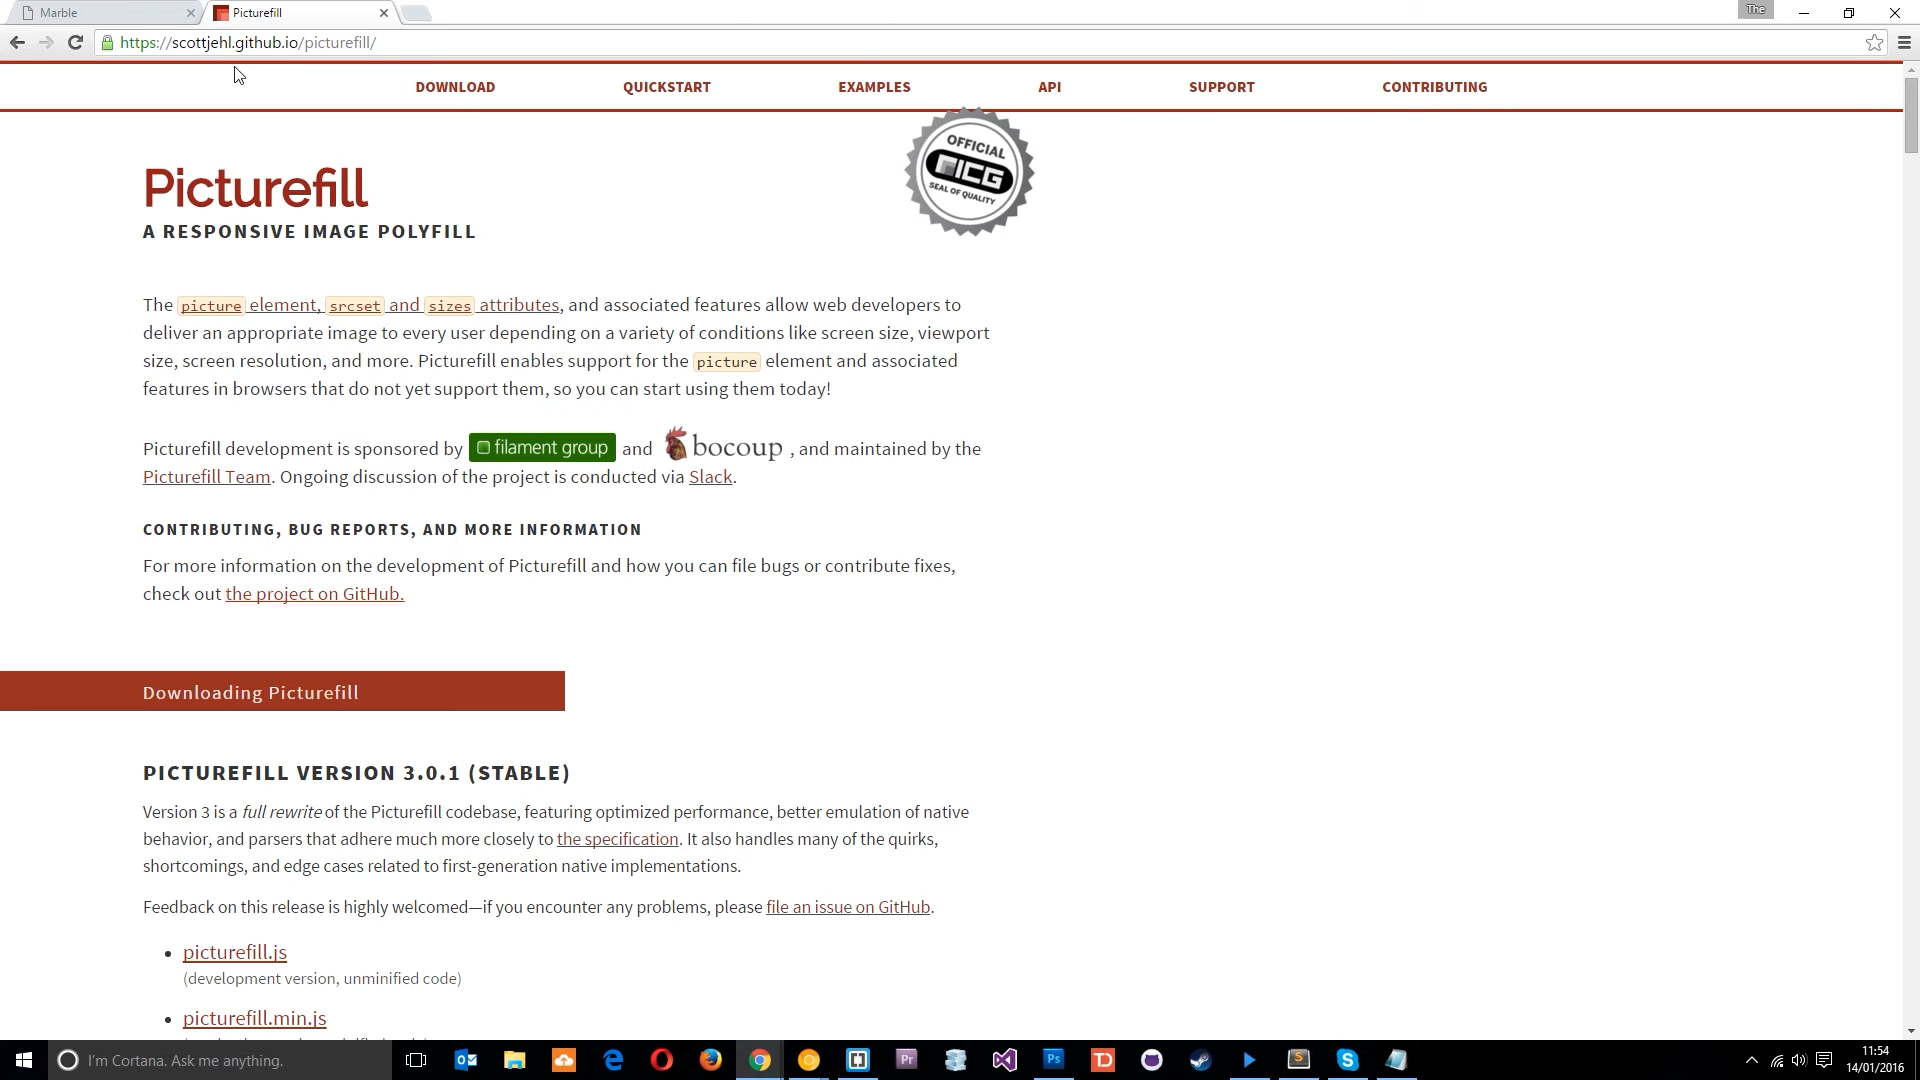 Marble
Picturefill
The
https://scottjehl.github.io/picturefill/
DOWNLOAD
QUICKSTART
EXAMPLES
API
SUPPORT
CONTRIBUTING
OFFICIAL
RICG
SEAL OF QUALITY
Picturefill
A RESPONSIVE IMAGE POLYFILL
The picture element, srcset and sizes attributes, and associated features allow web developers to
deliver an appropriate image to every user depending on a variety of conditions like screen size, viewport
size, screen resolution, and more. Picturefill enables support for the picture element and associated
features in browsers that do not yet support them, so you can start using them today!
Picturefill development is sponsored by filament group and bocoup , and maintained by the
Picturefill Team. Ongoing discussion of the project is conducted via Slack.
CONTRIBUTING, BUG REPORTS, AND MORE INFORMATION
For more information on the development of Picturefill and how you can file bugs or contribute fixes,
check out the project on GitHub.
Downloading Picturefill
PICTUREFILL VERSION 3.0.1 (STABLE)
Version 3 is a full rewrite of the Picturefill codebase, featuring optimized performance, better emulation of native
behavior, and parsers that adhere much more closely to the specification. It also handles many of the quirks,
shortcomings, and edge cases related to first-generation native implementations.
Feedback on this release is highly welcomed—if you encounter any problems, please file an issue on GitHub.
• picturefill.js
(development version, unminified code)
• picturefill.min.js
I'm Cortana. Ask me anything.
Pr
Ps
TD
S
11:54
14/01/2016